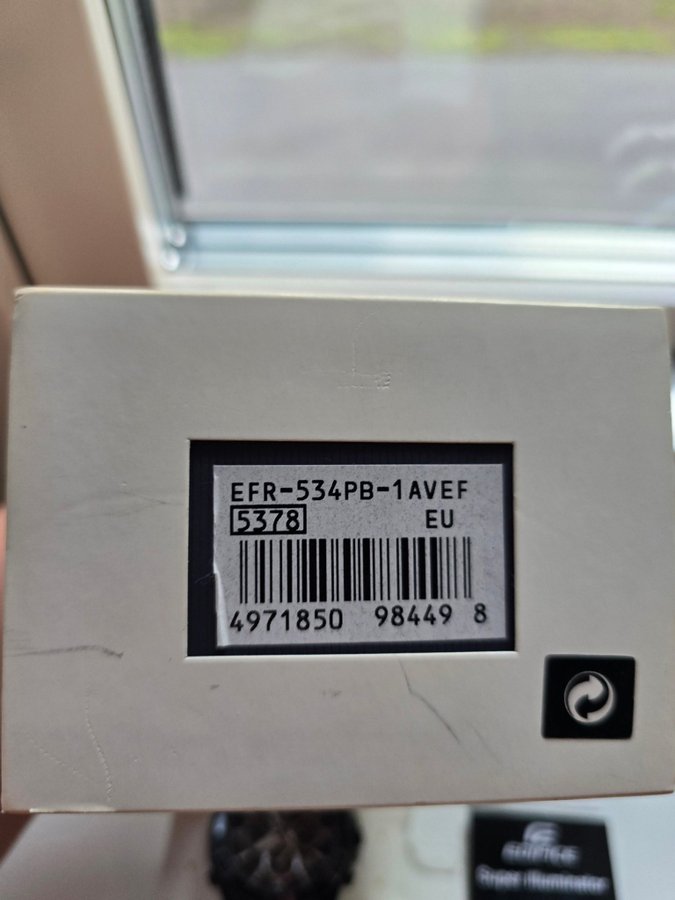 EFR-534PB-1AVEF
5378 EU
4971850 98449 8
EDIFICE
Super Illuminator